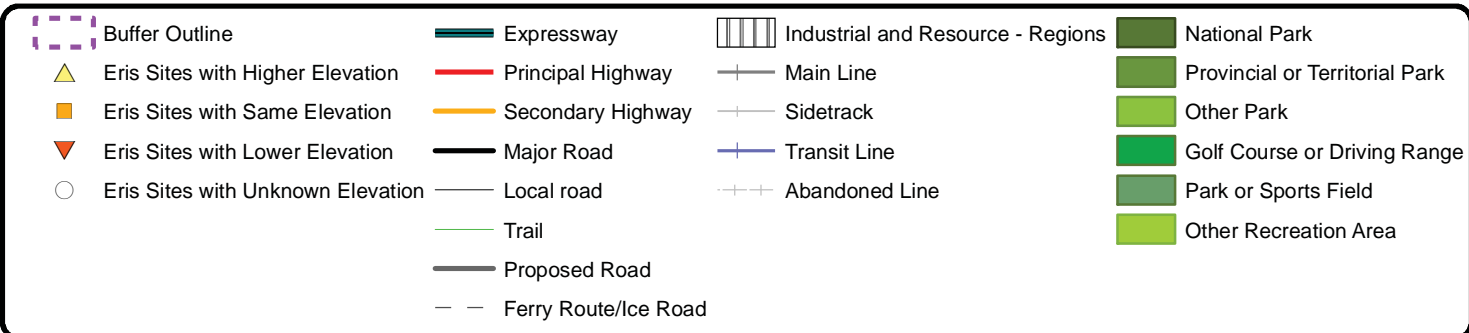 Buffer Outline
Eris Sites with Higher Elevation
Eris Sites with Same Elevation
Eris Sites with Lower Elevation
Eris Sites with Unknown Elevation
Expressway
Principal Highway
Secondary Highway
Major Road
Local road
Trail
Proposed Road
Ferry Route/Ice Road
Industrial and Resource - Regions
Main Line
Sidetrack
Transit Line
Abandoned Line
National Park
Provincial or Territorial Park
Other Park
Golf Course or Driving Range
Park or Sports Field
Other Recreation Area